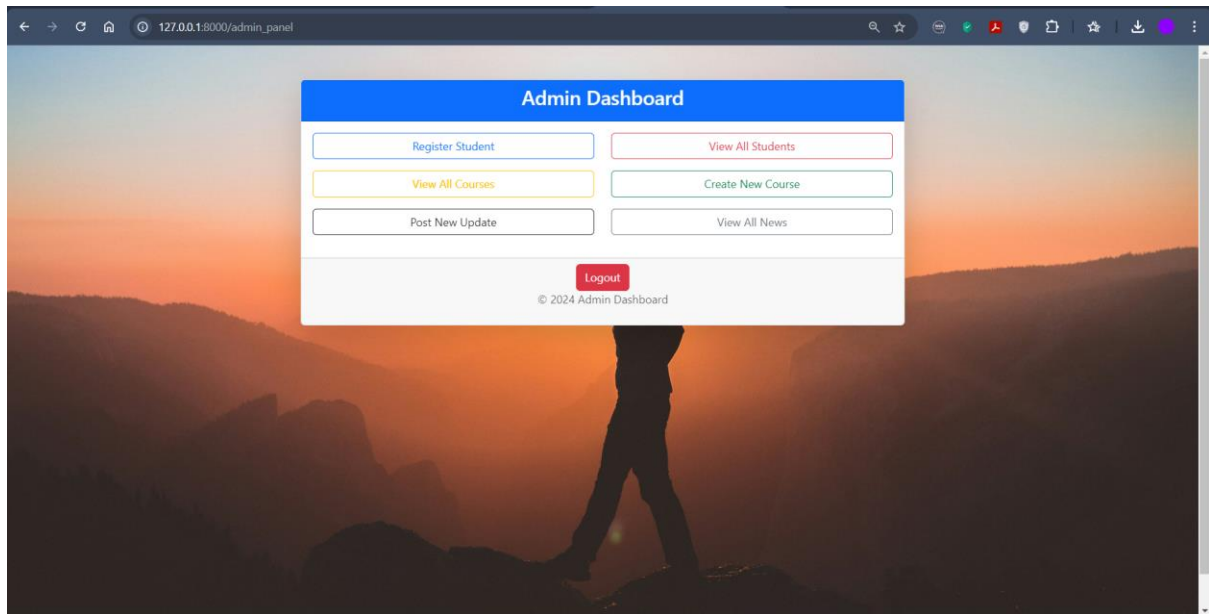 127.0.0.1:8000/admin_panel
Admin Dashboard
Register Student
View All Students
View All Courses
Create New Course
Post New Update
View All News
Logout
© 2024 Admin Dashboard